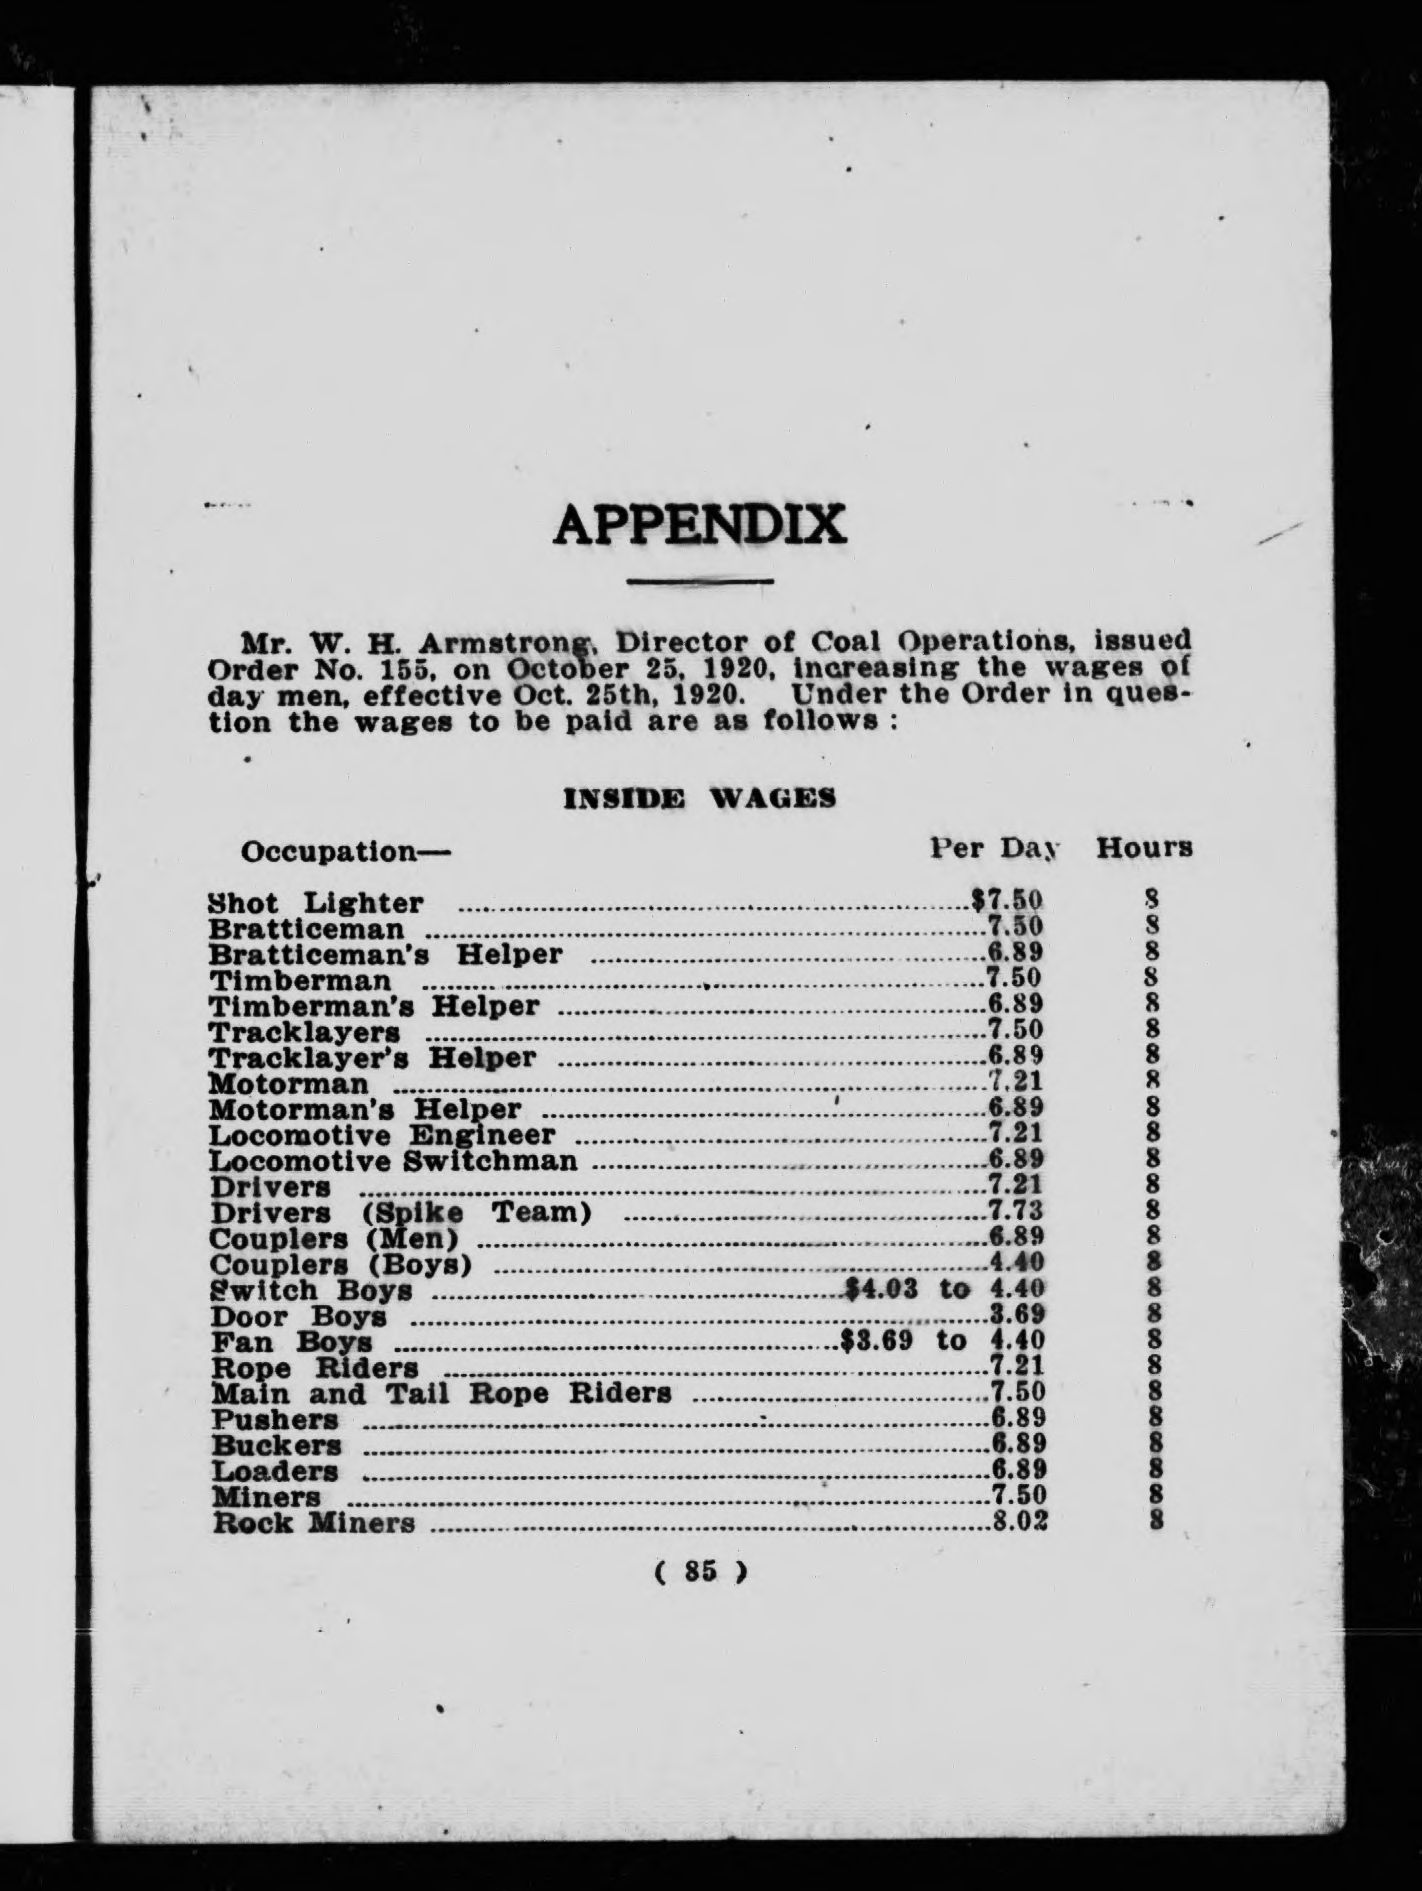 APPENDIX
Mr. W. H. Armstrong, Director of Coal Operations, issued
Order No. 155, on October 25, 1920, increasing the wages of
day men, effective Oct. 25th, 1920. Under the Order in ques-
tion the wages to be paid are as follows :
INSIDE WAGES
Occupation— Per Day Hours
Shot Lighter ........ $7.50 8
Bratticeman ........ 7.50 8
Bratticeman's Helper ........ 6.89 8
Timberman ........ 7.50 8
Timberman's Helper ........ 6.89 8
Tracklayers ........ 7.50 8
Tracklayer's Helper ........ 6.89 8
Motorman ........ 7.21 8
Motorman's Helper ........ 6.89 8
Locomotive Engineer ........ 7.21 8
Locomotive Switchman ........ 6.89 8
Drivers ........ 7.21 8
Drivers (Spike Team) ........ 7.73 8
Couplers (Men) ........ 6.89 8
Couplers (Boys) ........ 4.40 8
Switch Boys ........ $4.03 to 4.40 8
Door Boys ........ 3.69 8
Fan Boys ........ $3.69 to 4.40 8
Rope Riders ........ 7.21 8
Main and Tail Rope Riders ........ 7.50 8
Pushers ........ 6.89 8
Buckers ........ 6.89 8
Loaders ........ 6.89 8
Miners ........ 7.50 8
Rock Miners ........ 8.02 8
( 85 )